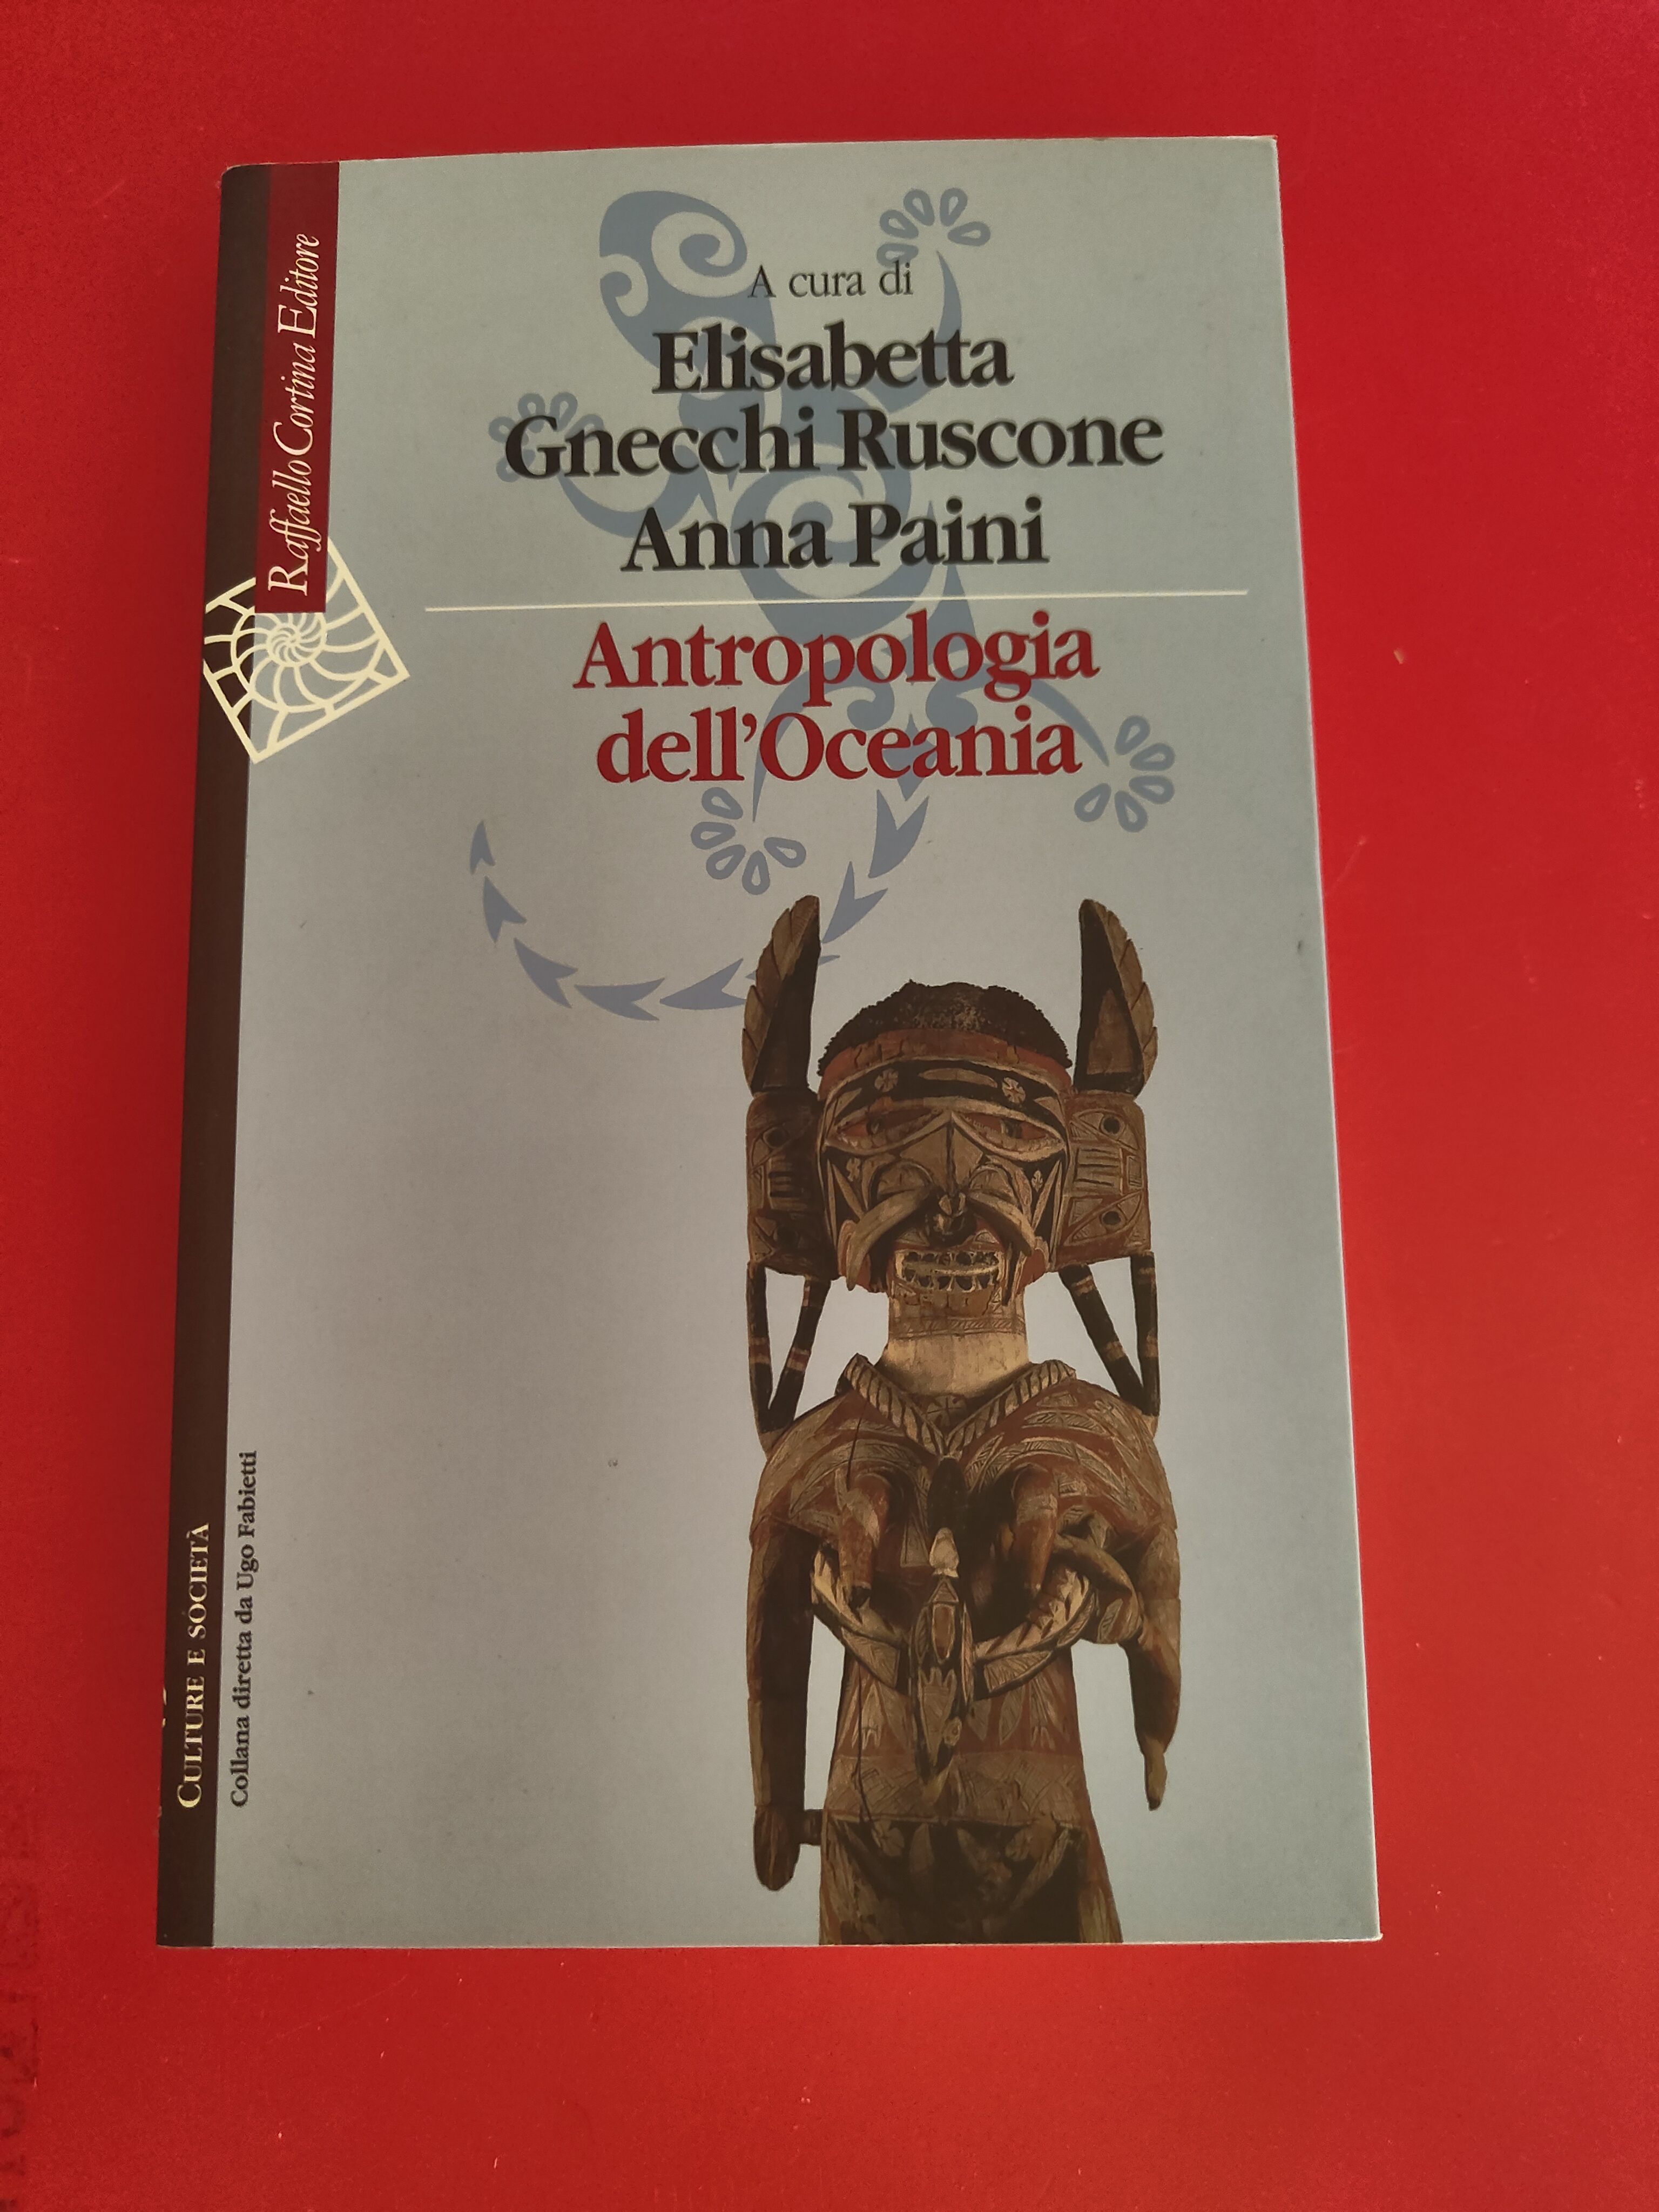 A cura di
Elisabetta
Gnecchi Ruscone
Anna Paini
Antropologia
dell'Oceania
Raffaello Cortina Editore
CULTURE E SOCIETÀ
Collana diretta da Ugo Fabietti